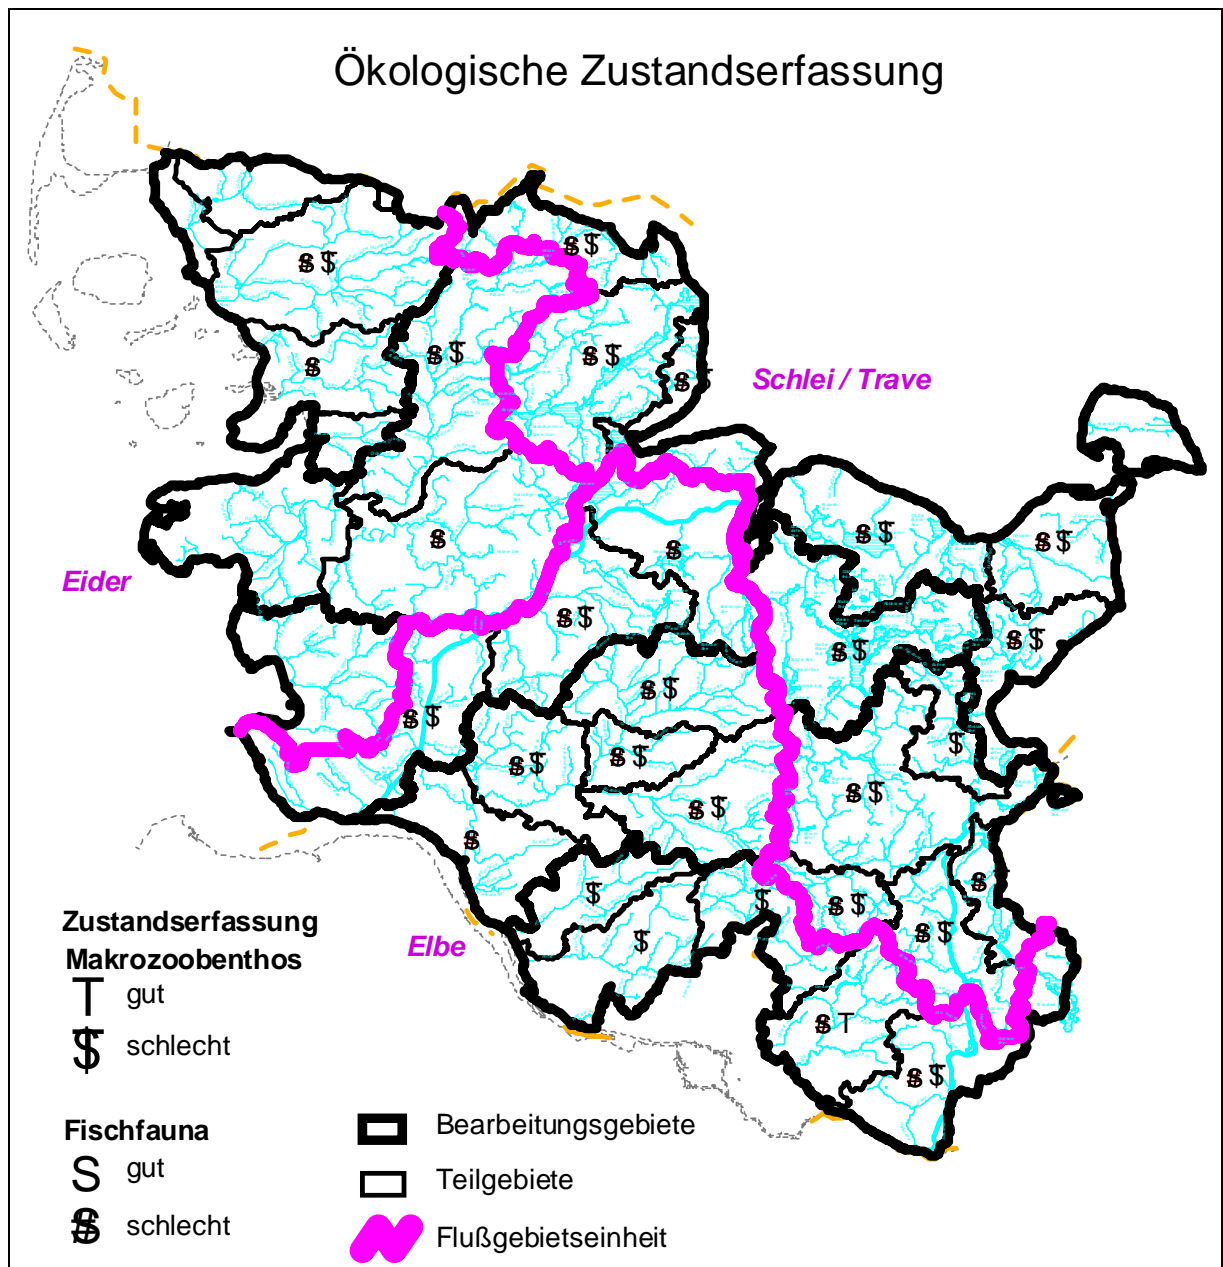 Ökologische Zustandserfassung
Schlei / Trave
Eider
Elbe
Zustandserfassung
Makrozoobenthos
T gut
$ schlecht
Fischfauna
S gut
schlecht
Bearbeitungsgebiete
Teilgebiete
Flußgebietseinheit